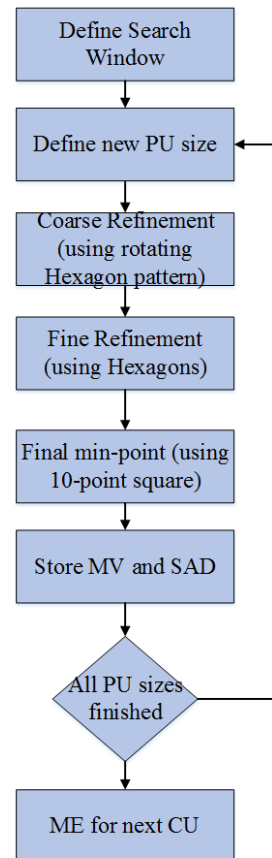 Define Search
Window
Define new PU size
Coarse Refinement
(using rotating
Hexagon pattern)
Fine Refinement
(using Hexagons)
Final min-point (using
10-point square)
Store MV and SAD
All PU sizes
finished
ME for next CU